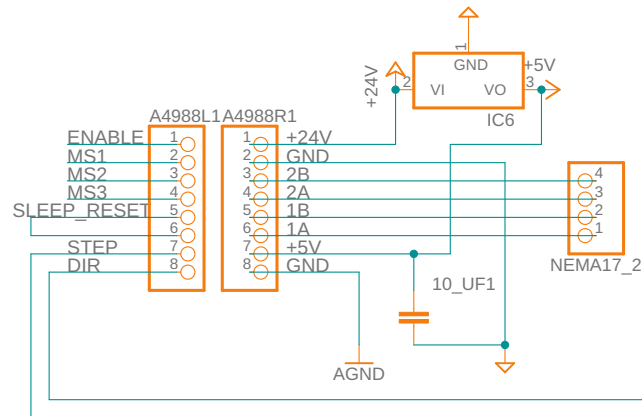 1
GND
+24V
2
VI
VO
3
+5V
IC6
A4988L1
A4988R1
ENABLE
1
1
+24V
MS1
2
2
GND
MS2
3
3
2B
4
MS3
4
4
2A
3
SLEEP_RESET
5
5
1B
2
6
6
1A
1
STEP
7
7
+5V
DIR
8
8
GND
NEMA17_2
10_UF1
AGND